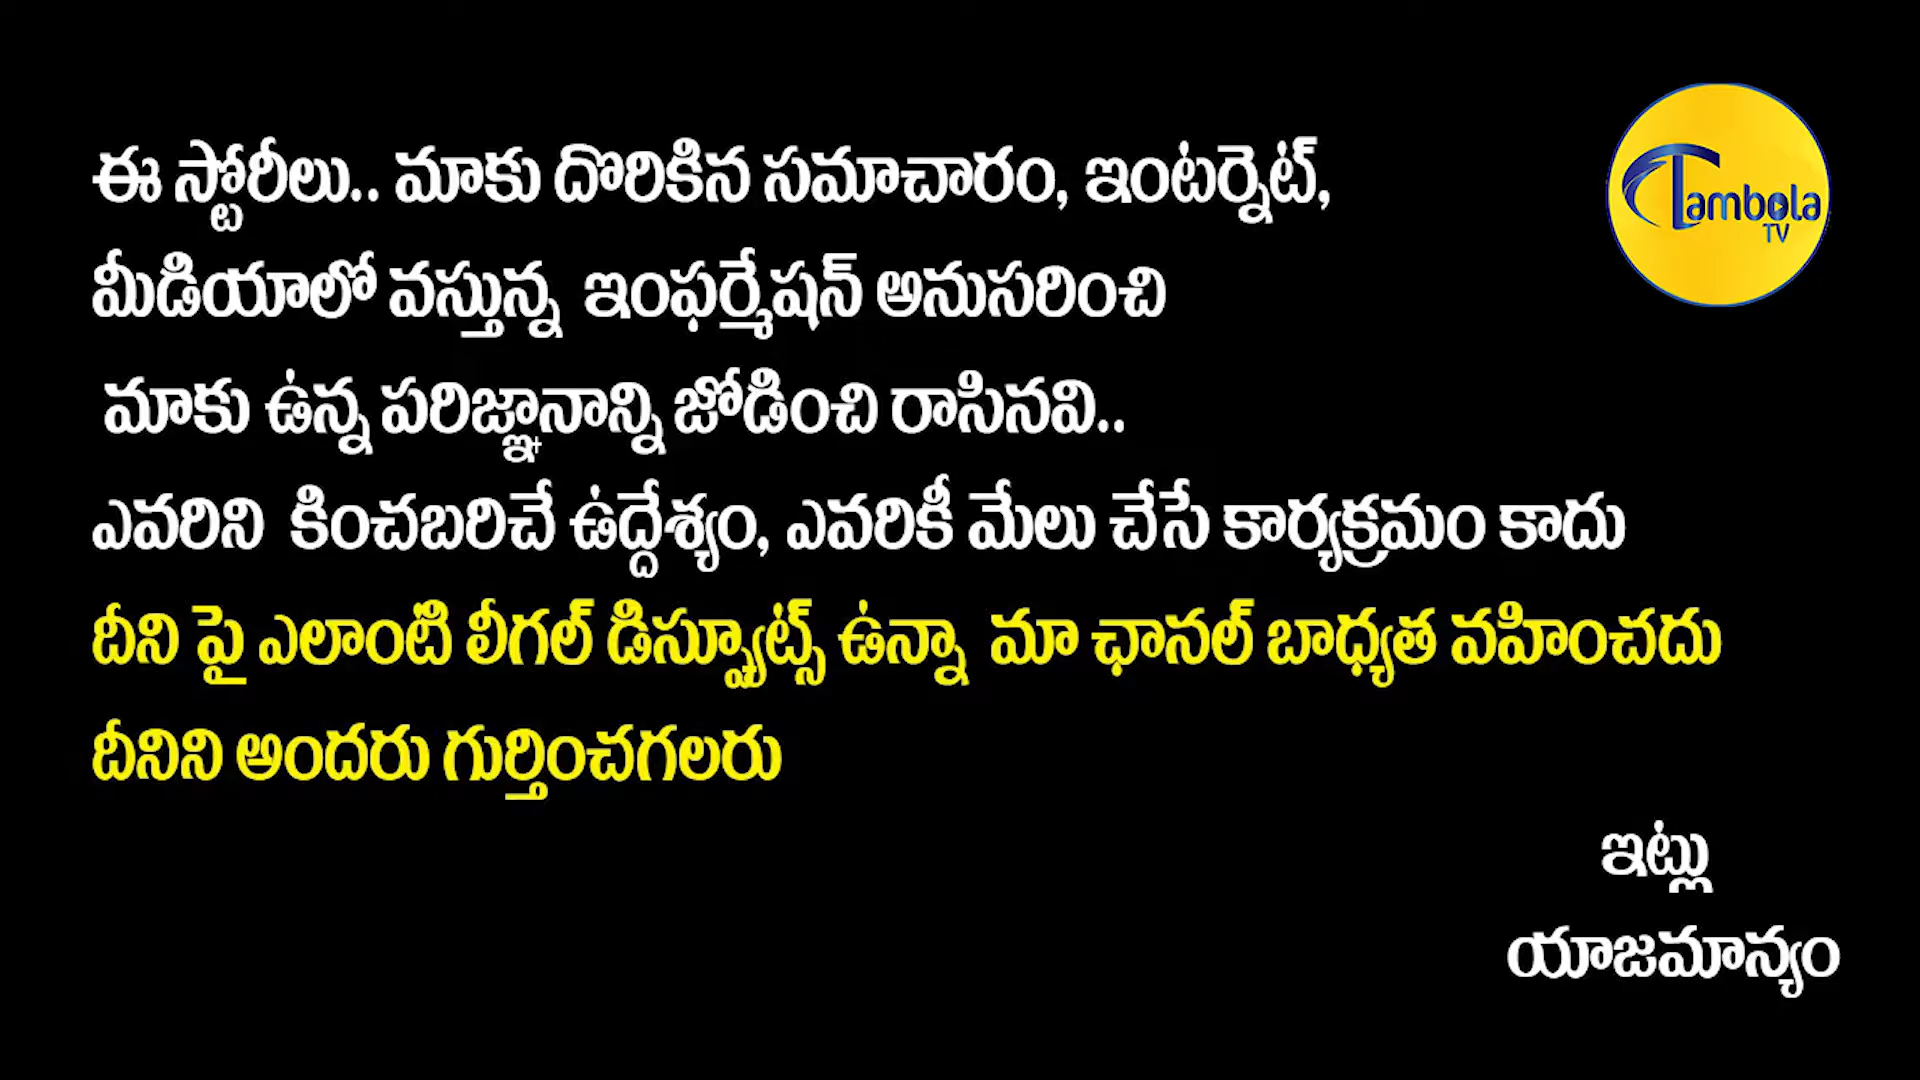 ఈ స్టోరీలు.. మాకు దొరికిన సమాచారం, ఇంటర్నెట్,
Tambola
TV
మీడియాలో వస్తున్న ఇంఫర్మేషన్ అనుసరించి
మాకు ఉన్న పరిజ్ఞానాన్ని జోడించి రాసినవి..
ఎవరిని కించబరిచే ఉద్దేశ్యం, ఎవరికీ మేలు చేసే కార్యక్రమం కాదు
దీని పై ఎలాంటి లీగల్ డిస్ప్యూట్స్ ఉన్నా మా ఛానల్ బాధ్యత వహించదు
దీనిని అందరు గుర్తించగలరు
ఇట్లు
యాజమాన్యం